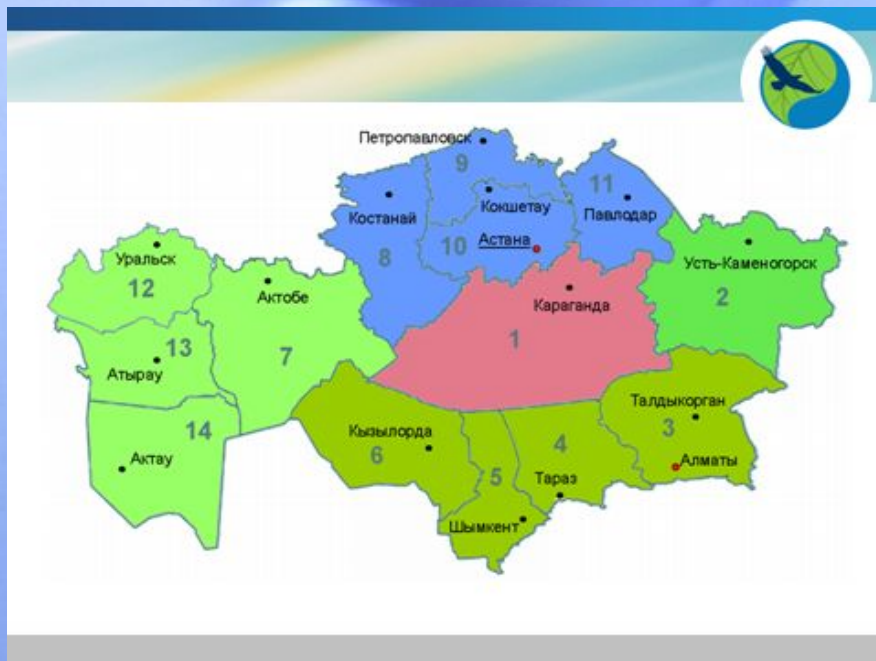 Петропавловск
9
11
Костанай
Кокшетау
Павлодар
10
Астана
8
Уральск
Усть-Каменогорск
12
Актобе
Караганда
2
1
13
7
Атырау
Талдыкорган
14
Кызылорда
4
3
6
Актау
5
Тараз
Алматы
Шымкент